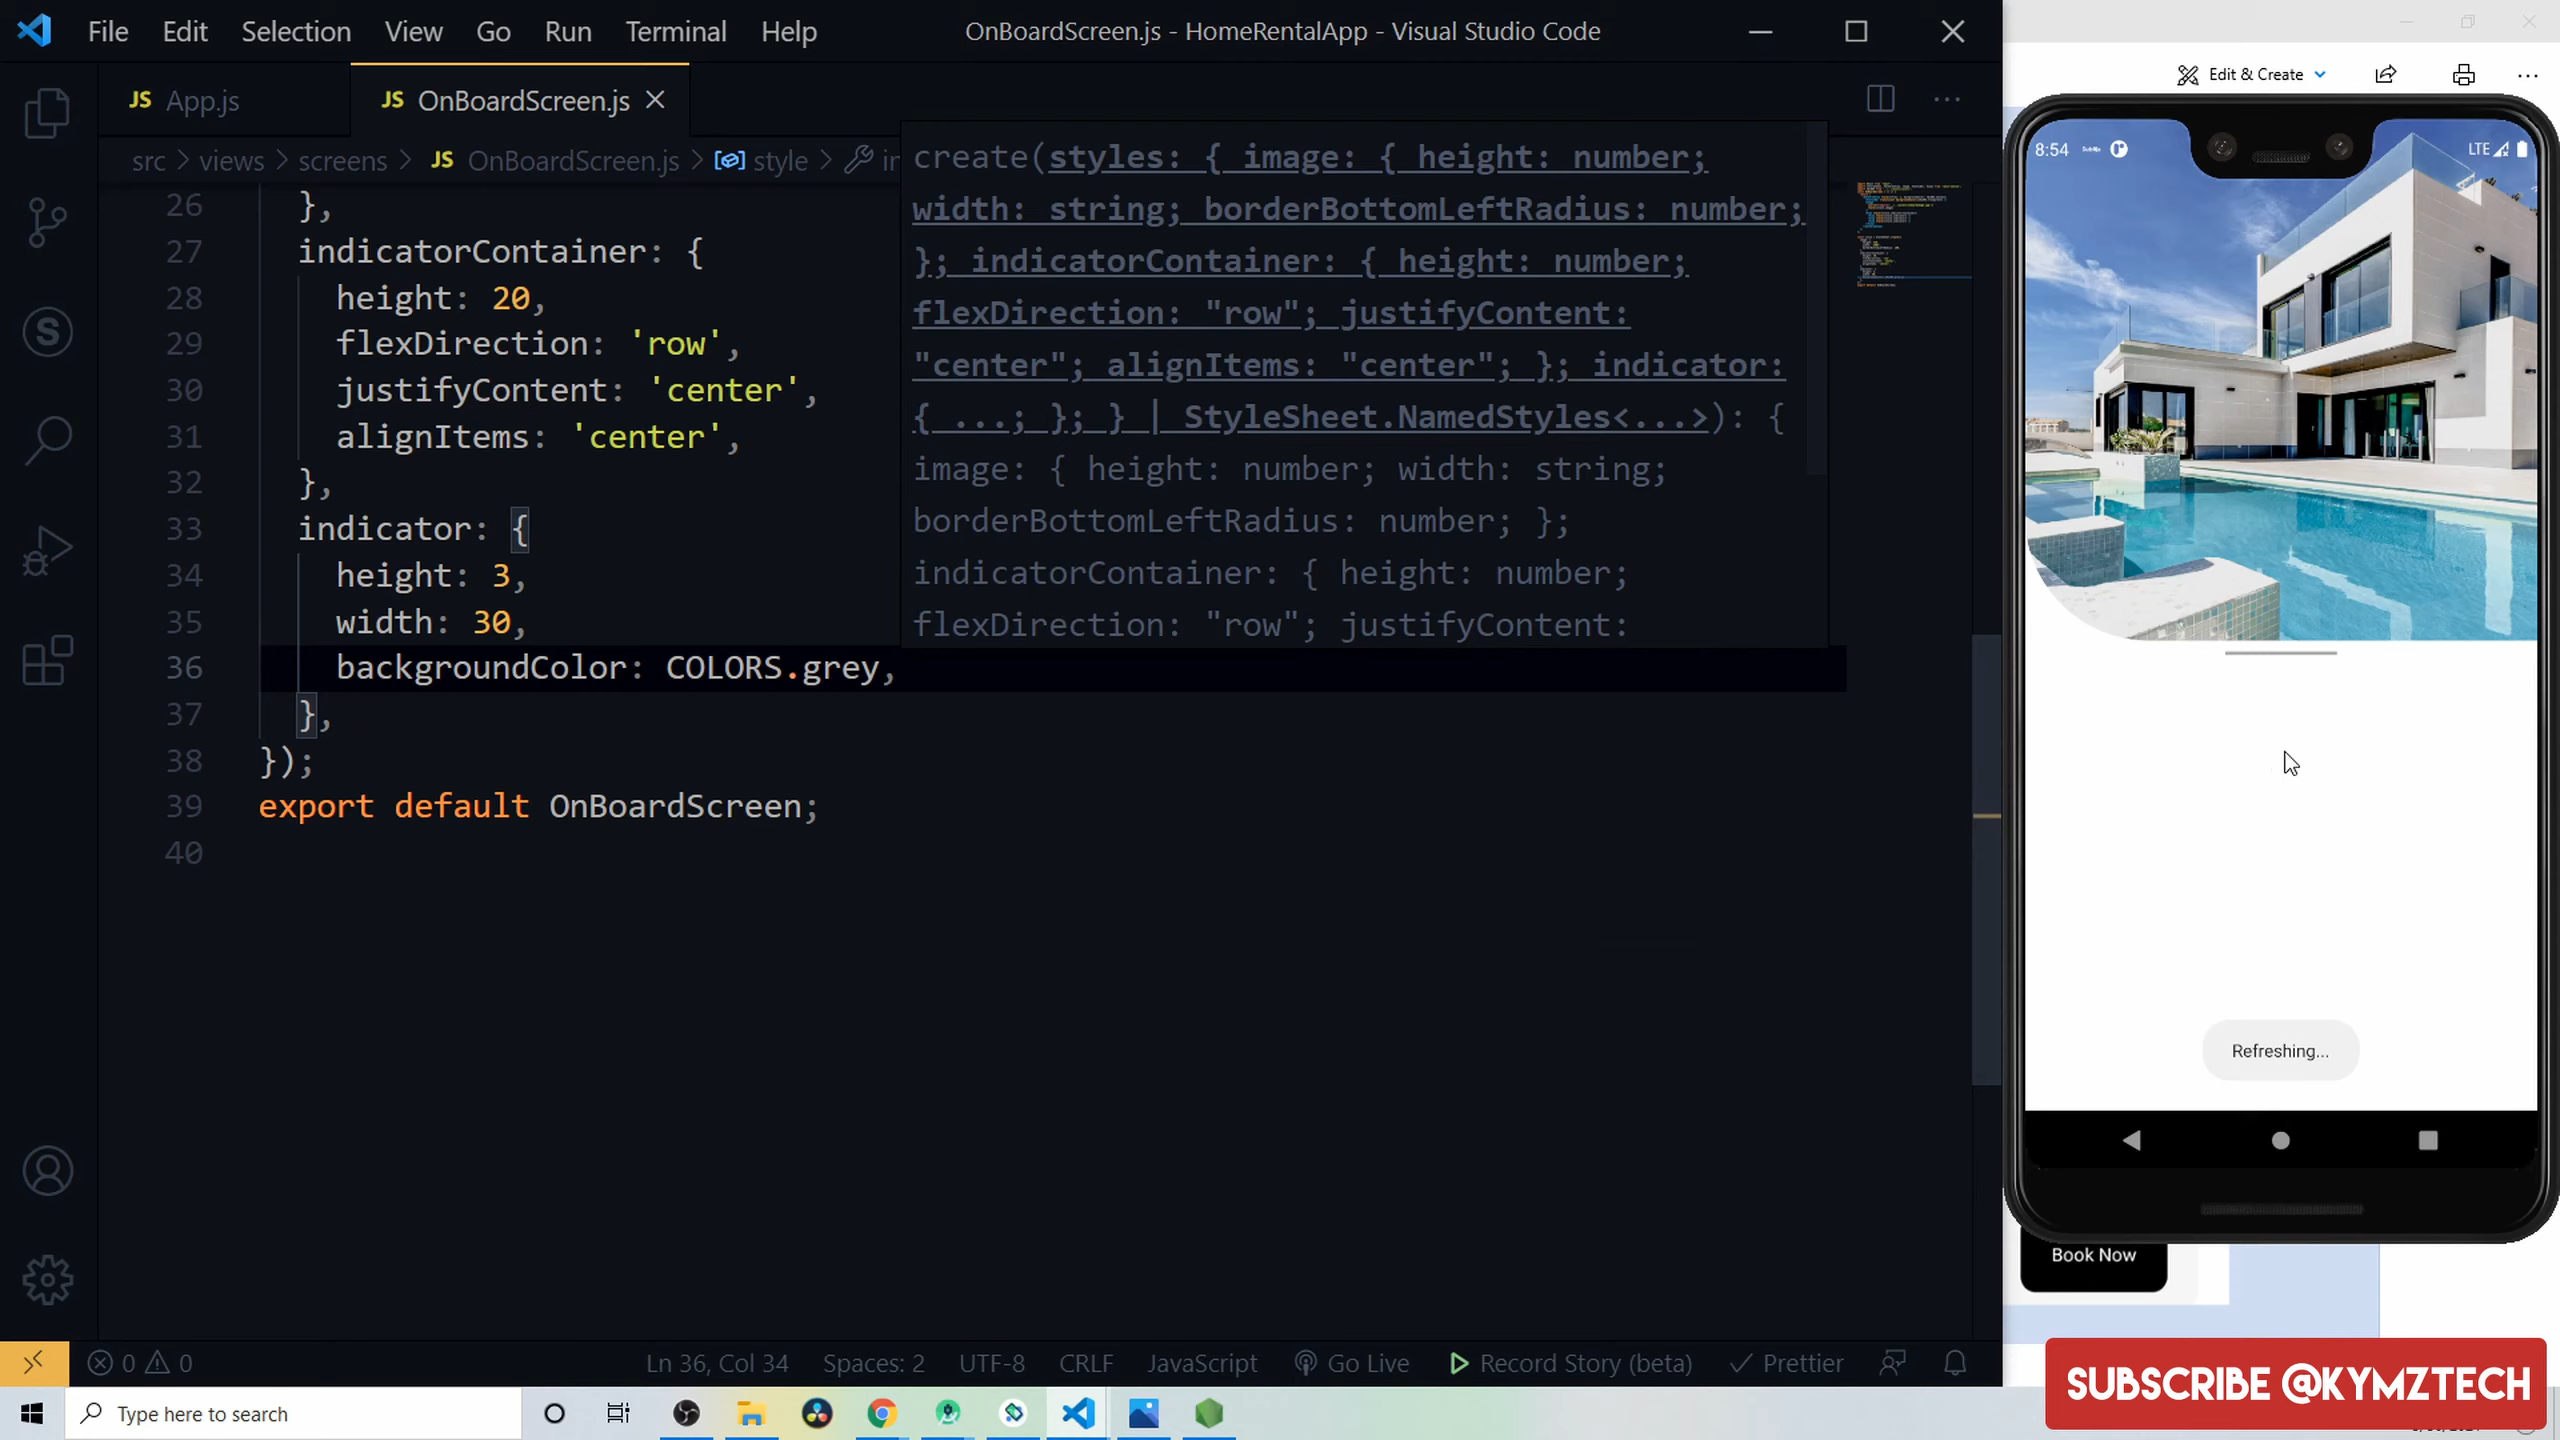 File Edit Selection View Go Run Terminal Help
OnBoardScreen.js - HomeRentalApp - Visual Studio Code
JS App.js
JS OnBoardScreen.js
src > views > screens > JS OnBoardScreen.js > style > in
26 },
27 indicatorContainer: {
28 height: 20,
29 flexDirection: 'row',
30 justifyContent: 'center',
31 alignItems: 'center',
32 },
33 indicator: {
34 height: 3,
35 width: 30,
36 backgroundColor: COLORS.grey,
37 },
38 });
39 export default OnBoardScreen;
40
create(styles: { image: { height: number;
width: string; borderBottomLeftRadius: number;
}; indicatorContainer: { height: number;
flexDirection: "row"; justifyContent:
"center"; alignItems: "center"; }; indicator:
{ ...; }; } | StyleSheet.NamedStyles<...>): {
image: { height: number; width: string;
borderBottomLeftRadius: number; };
indicatorContainer: { height: number;
flexDirection: "row"; justifyContent:
Edit & Create
8:54
LTE
Refreshing...
Book Now
0 0
Ln 36, Col 34 Spaces: 2 UTF-8 CRLF JavaScript Go Live Record Story (beta) Prettier
Type here to search
SUBSCRIBE @KYMZTECH